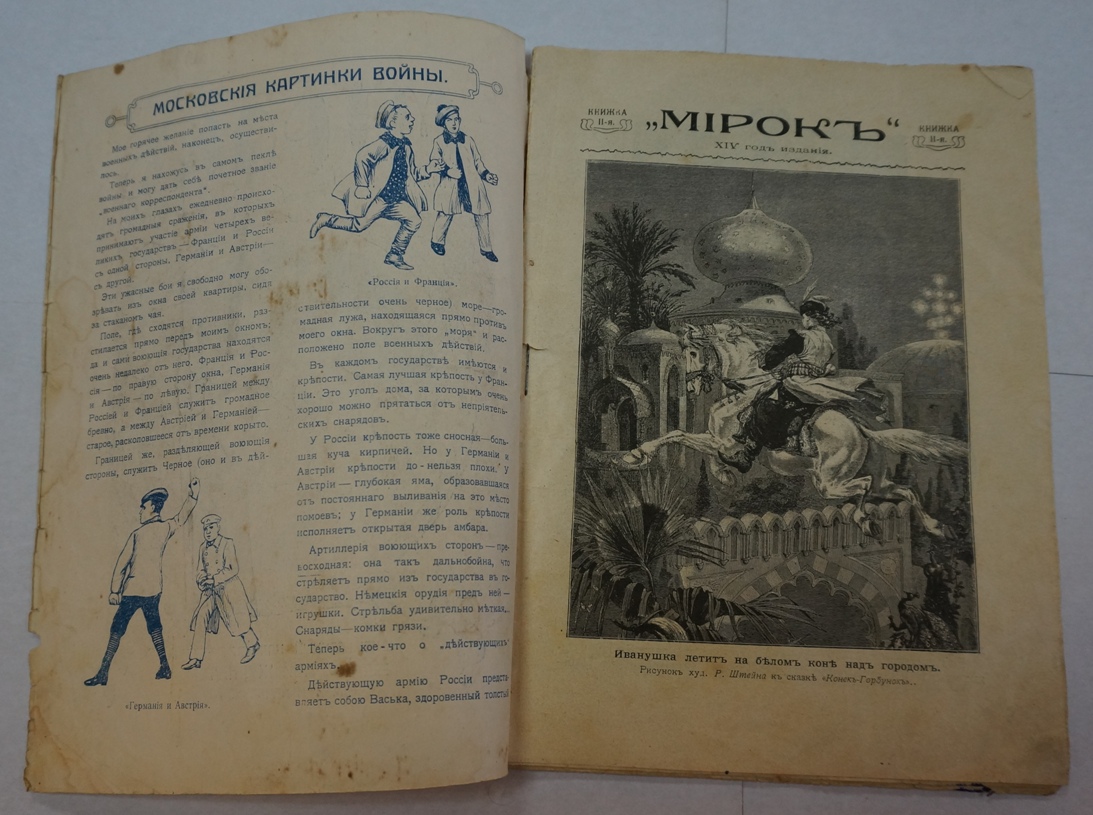 МОСКОВСКІЯ КАРТИНКИ ВОЙНЫ.
Мое горячее желаніе попасть на мѣста
военныхъ дѣйствій, наконецъ, осуществи-
лось.
Теперь я нахожусь въ самомъ пеклѣ
войны и могу дать себѣ почетное званіе
„военнаго корреспондента“.
На моихъ глазахъ ежедневно происхо-
дятъ громадныя сраженія, въ которыхъ
принимаютъ участіе арміи четырехъ ве-
ликихъ государствъ—Франціи и Россіи
съ одной стороны, Германіи и Австріи—
съ другой.
Эти ужасные бои я свободно могу обо-
зрѣвать изъ окна своей квартиры, сидя
за стаканомъ чая.
Поле, гдѣ сходятся противники, раз-
стилается прямо передъ моимъ окномъ;
да и сами воюющія государства находятся
очень недалеко отъ него. Франція и Рос-
сія—по правую сторону окна, Германія
и Австрія—по лѣвую. Границей между
Россіей и Франціей служитъ громадное
бревно, а между Австріей и Германіей—
старое, расколовшееся отъ времени корыто.
Границей же, раздѣляющей воюющія
стороны, служитъ Черное (оно и въ дѣй-
«Германія и Австрія».
«Россія и Франція».
ствительности очень черное) море—гро-
мадная лужа, находящаяся прямо противъ
моего окна. Вокругъ этого „моря“ и рас-
положено поле военныхъ дѣйствій.
Въ каждомъ государствѣ имѣются и
крѣпости. Самая лучшая крѣпость у Фран-
ціи. Это уголъ дома, за которымъ очень
хорошо можно прятаться отъ непріятель-
скихъ снарядовъ.
У Россіи крѣпость тоже сносная—боль-
шая куча кирпичей. Но у Германіи и
Австріи крѣпости до-нельзя плохи: у
Австріи—глубокая яма, образовавшаяся
отъ постояннаго выливанія на это мѣсто
помоевъ; у Германіи же роль крѣпости
исполняетъ открытая дверь амбара.
Артиллерія воюющихъ сторонъ—пре-
восходная: она такъ дальнобойна, что
стрѣляетъ прямо изъ государства въ го-
сударство. Нѣмецкія орудія предъ ней—
игрушки. Стрѣльба удивительно мѣткая.
Снаряды—комки грязи.
Теперь кое-что о „дѣйствующихъ“
арміяхъ.
Дѣйствующую армію Россіи предста-
вляетъ собою Васька, здоровенный толстый
КНИЖКА
II-я.
„МІРОКЪ“
КНИЖКА
II-я.
XIV годъ изданія.
Иванушка летитъ на бѣломъ конѣ надъ городомъ.
Рисунокъ худ. Р. Штейна къ сказкѣ «Конекъ-Горбунокъ».